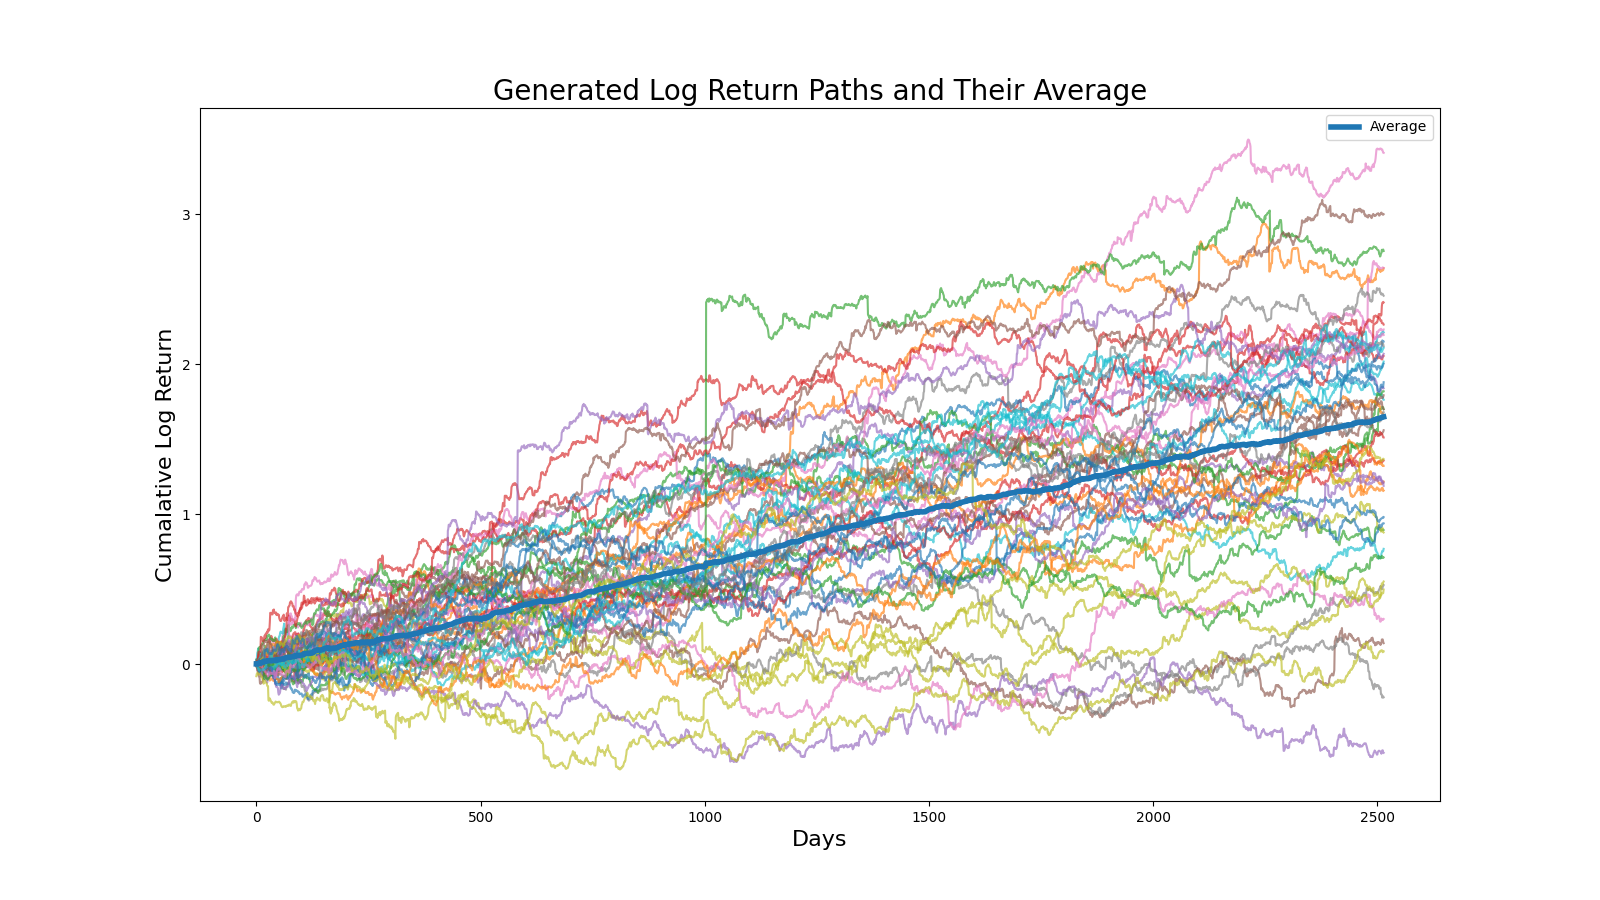 Generated Log Return Paths and Their Average
Average
Cumalative Log Return
3
2
1
0
0 500 1000 1500 2000 2500
Days